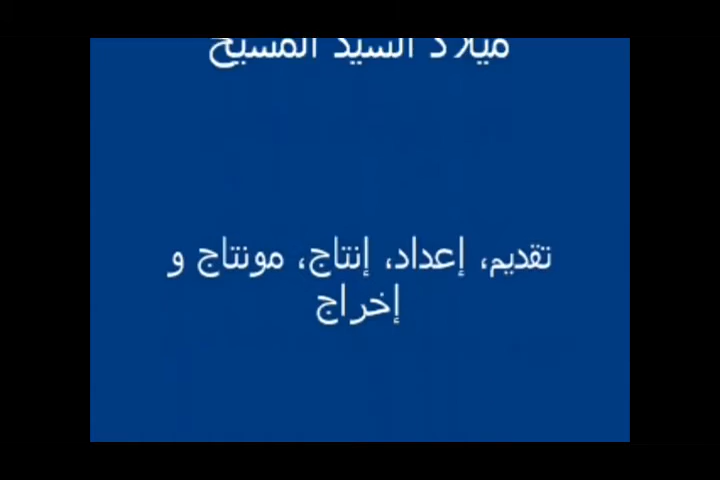 ميلاد السيد المسيح
تقديم، إعداد، إنتاج، مونتاج و
إخراج